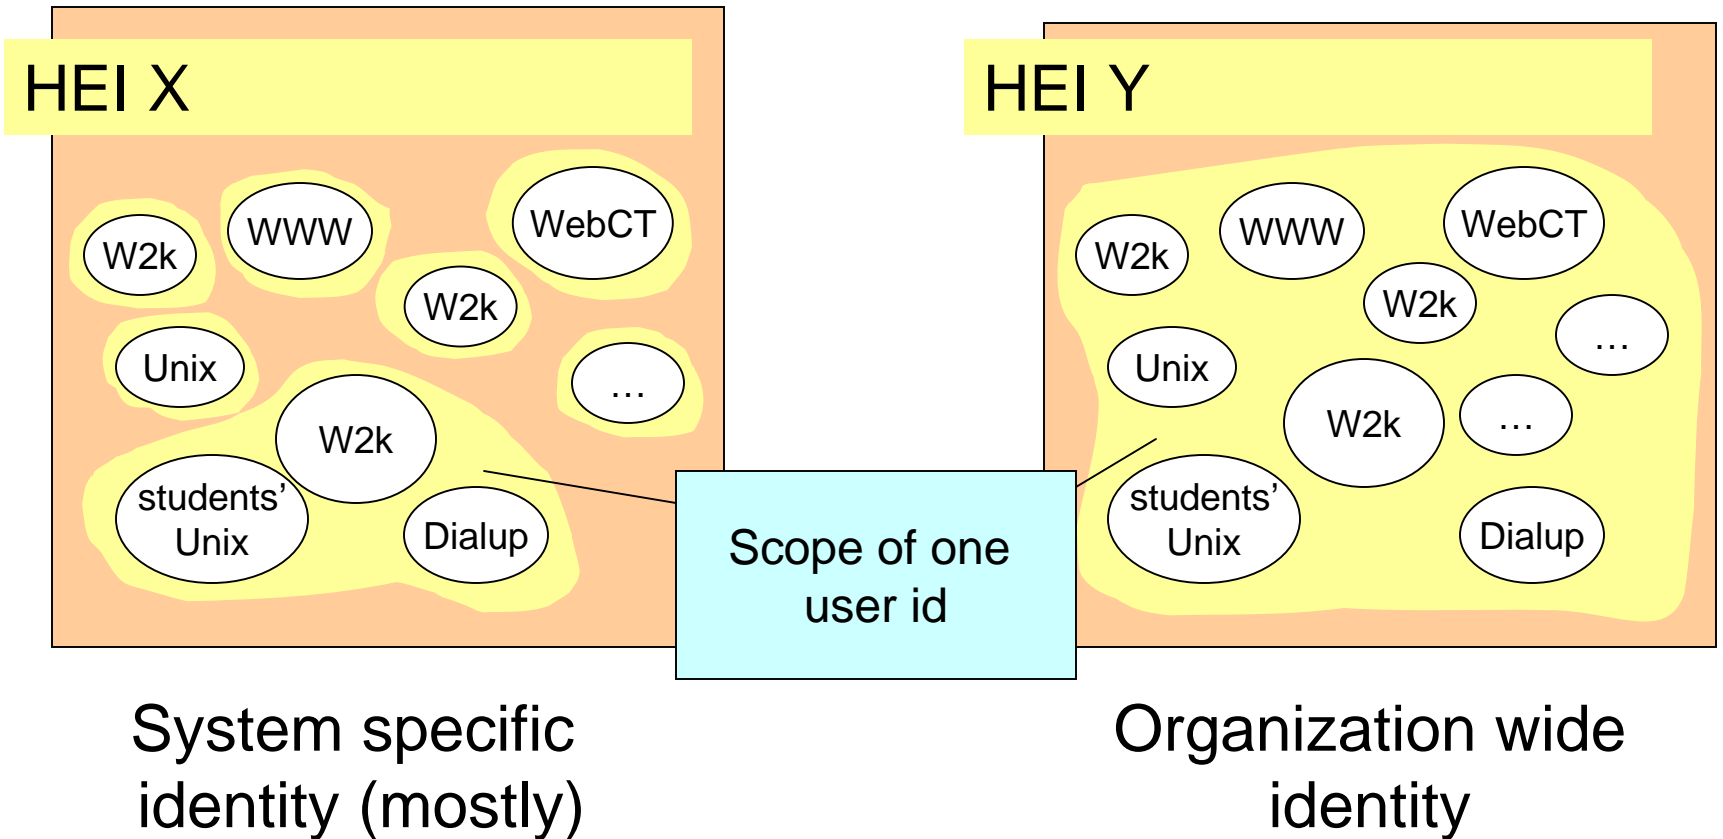 HEI X
W2k
WWW
WebCT
W2k
Unix
…
W2k
students’
Unix
Dialup
HEI Y
W2k
WWW
WebCT
W2k
…
Unix
W2k
…
students’
Unix
Dialup
Scope of one
user id
System specific
identity (mostly)
Organization wide
identity